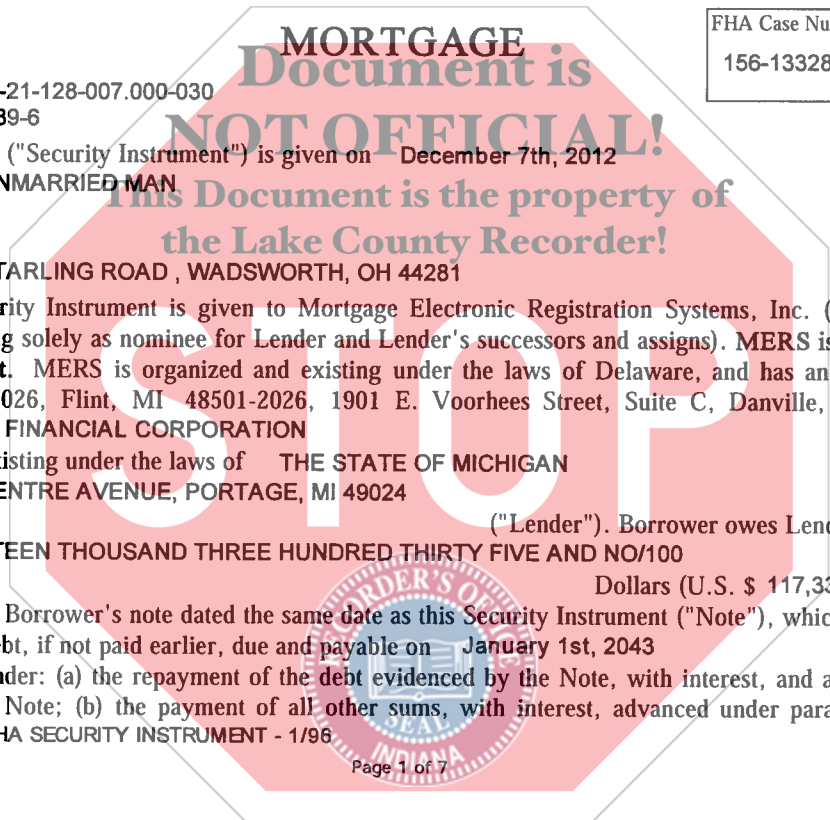 MORTGAGE
FHA Case Nu
156-13328
Document is
-21-128-007.000-030
39-6
NOT OFFICIAL!
("Security Instrument") is given on December 7th, 2012
NMARRIED MAN
This Document is the property of
the Lake County Recorder!
TARLING ROAD , WADSWORTH, OH 44281
rity Instrument is given to Mortgage Electronic Registration Systems, Inc. (
g solely as nominee for Lender and Lender's successors and assigns). MERS is
t. MERS is organized and existing under the laws of Delaware, and has an
026, Flint, MI 48501-2026, 1901 E. Voorhees Street, Suite C, Danville,
FINANCIAL CORPORATION
xisting under the laws of THE STATE OF MICHIGAN
ENTRE AVENUE, PORTAGE, MI 49024
STOP
("Lender"). Borrower owes Lend
TEEN THOUSAND THREE HUNDRED THIRTY FIVE AND NO/100
Dollars (U.S. $ 117,33
Borrower's note dated the same date as this Security Instrument ("Note"), whic
bt, if not paid earlier, due and payable on January 1st, 2043
nder: (a) the repayment of the debt evidenced by the Note, with interest, and a
Note; (b) the payment of all other sums, with interest, advanced under para
HA SECURITY INSTRUMENT - 1/96
RECORDER'S OFFICE
SEAL
INDIANA
Page 1 of 7